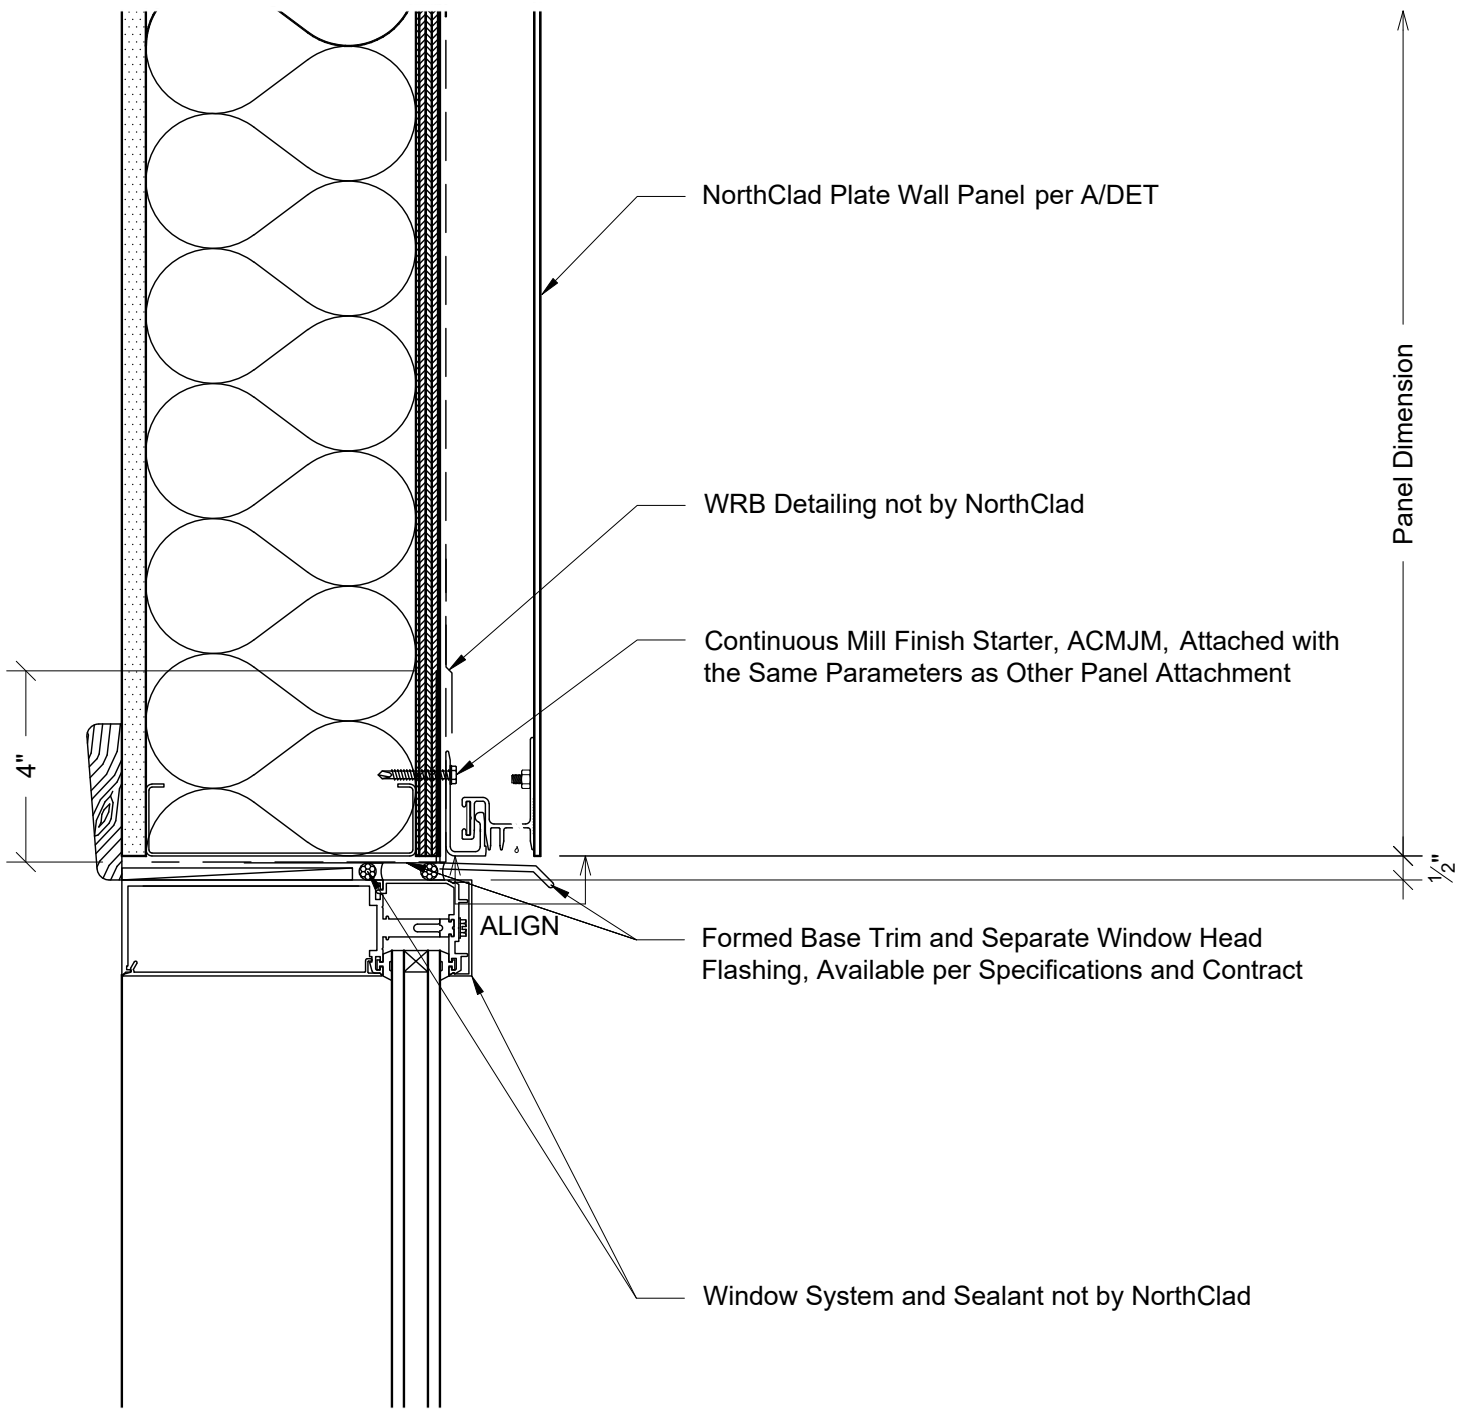 NorthClad Plate Wall Panel per A/DET
Panel Dimension
WRB Detailing not by NorthClad
Continuous Mill Finish Starter, ACMJM, Attached with
the Same Parameters as Other Panel Attachment
4"
1/2"
ALIGN
Formed Base Trim and Separate Window Head
Flashing, Available per Specifications and Contract
Window System and Sealant not by NorthClad